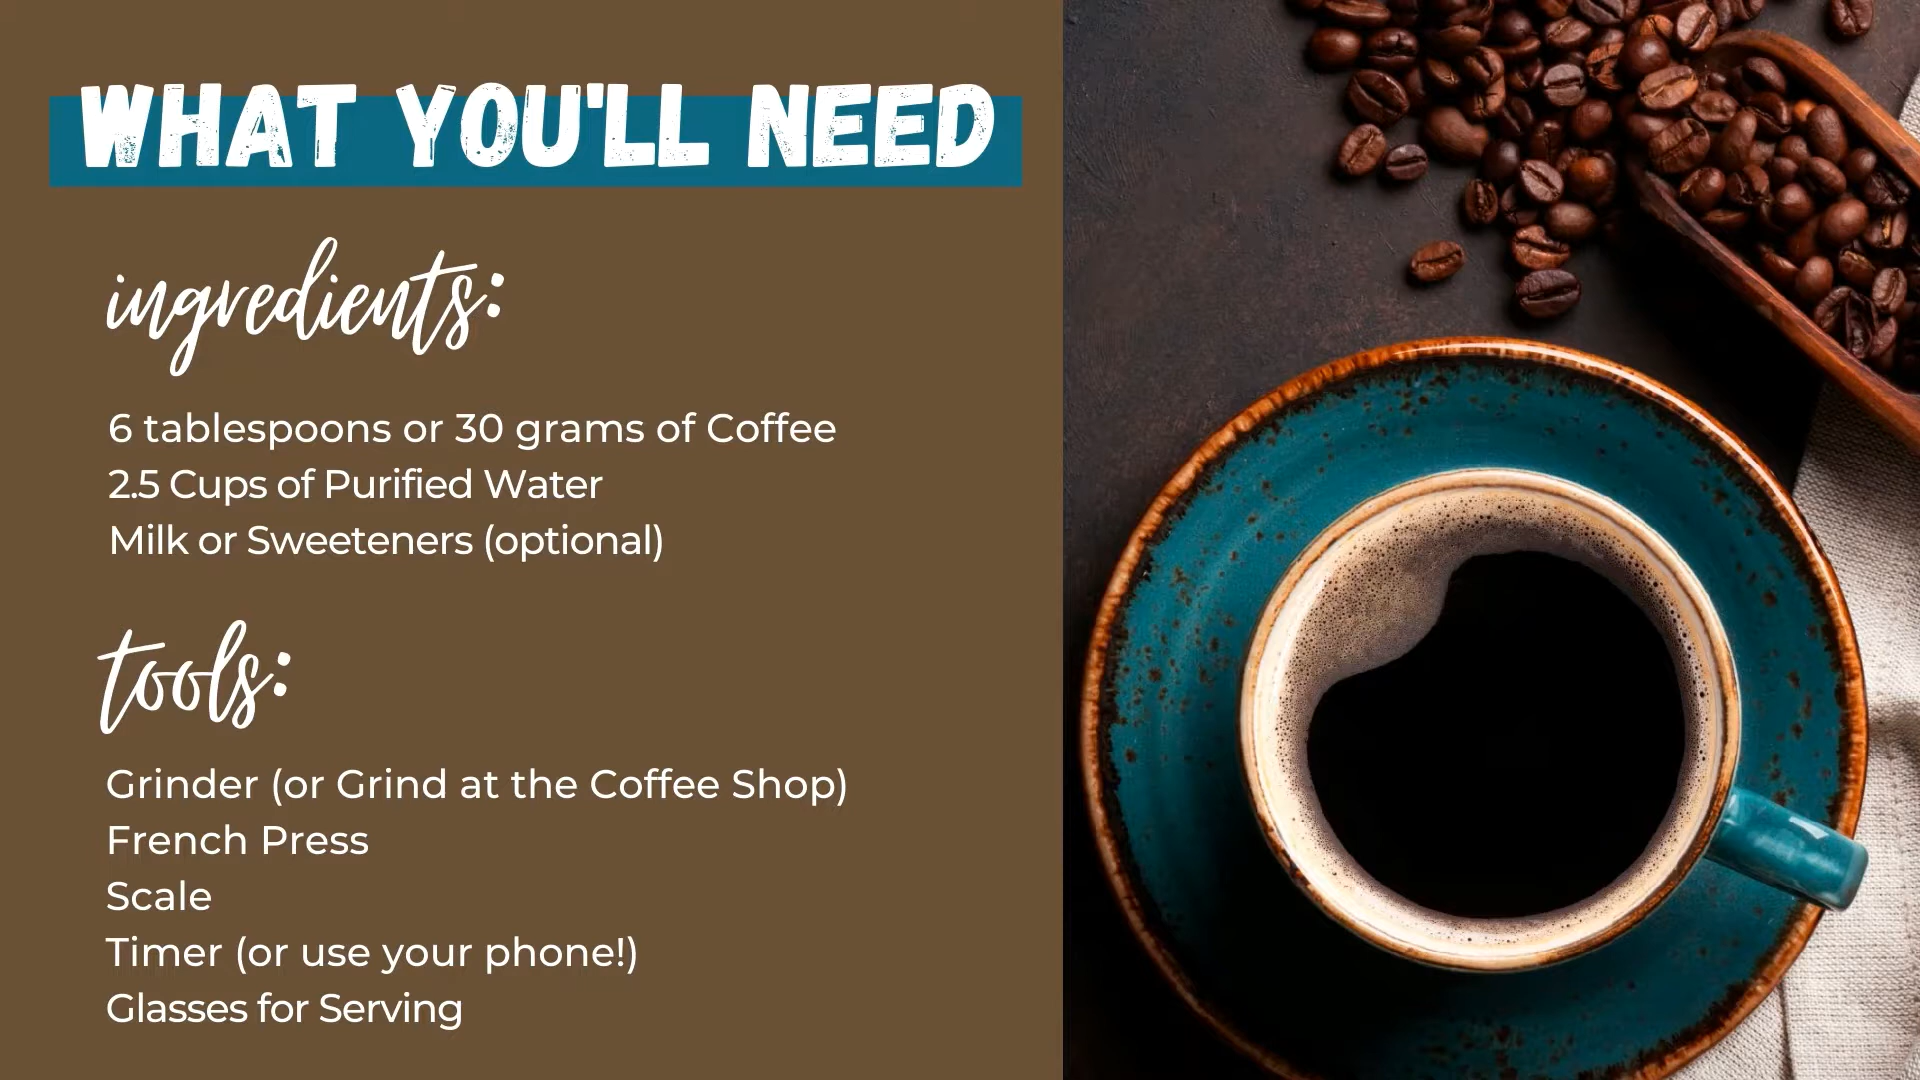 WHAT YOU'LL NEED
ingredients:
6 tablespoons or 30 grams of Coffee
2.5 Cups of Purified Water
Milk or Sweeteners (optional)
tools:
Grinder (or Grind at the Coffee Shop)
French Press
Scale
Timer (or use your phone!)
Glasses for Serving